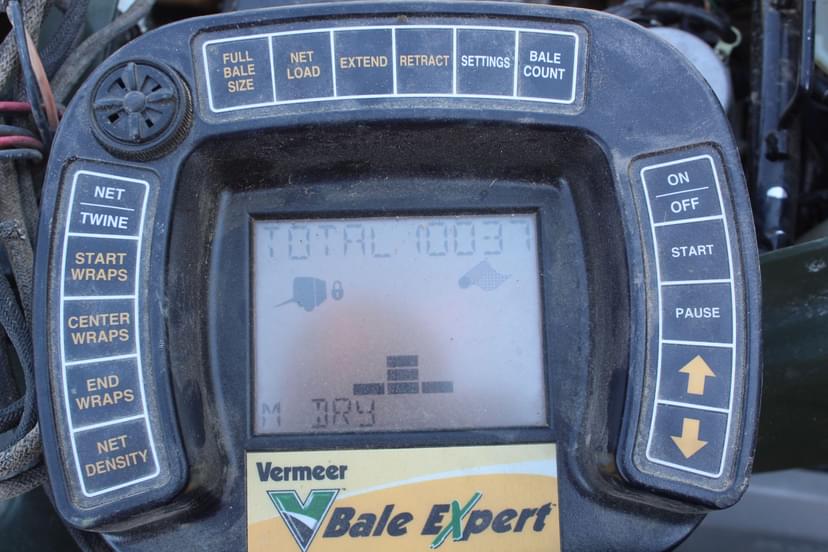 FULL
BALE
SIZE
NET
LOAD
EXTEND
RETRACT
SETTINGS
BALE
COUNT
NET
TWINE
START
WRAPS
CENTER
WRAPS
END
WRAPS
NET
DENSITY
TOTAL 10037
M DRY
ON
OFF
START
PAUSE
Vermeer
Bale Expert